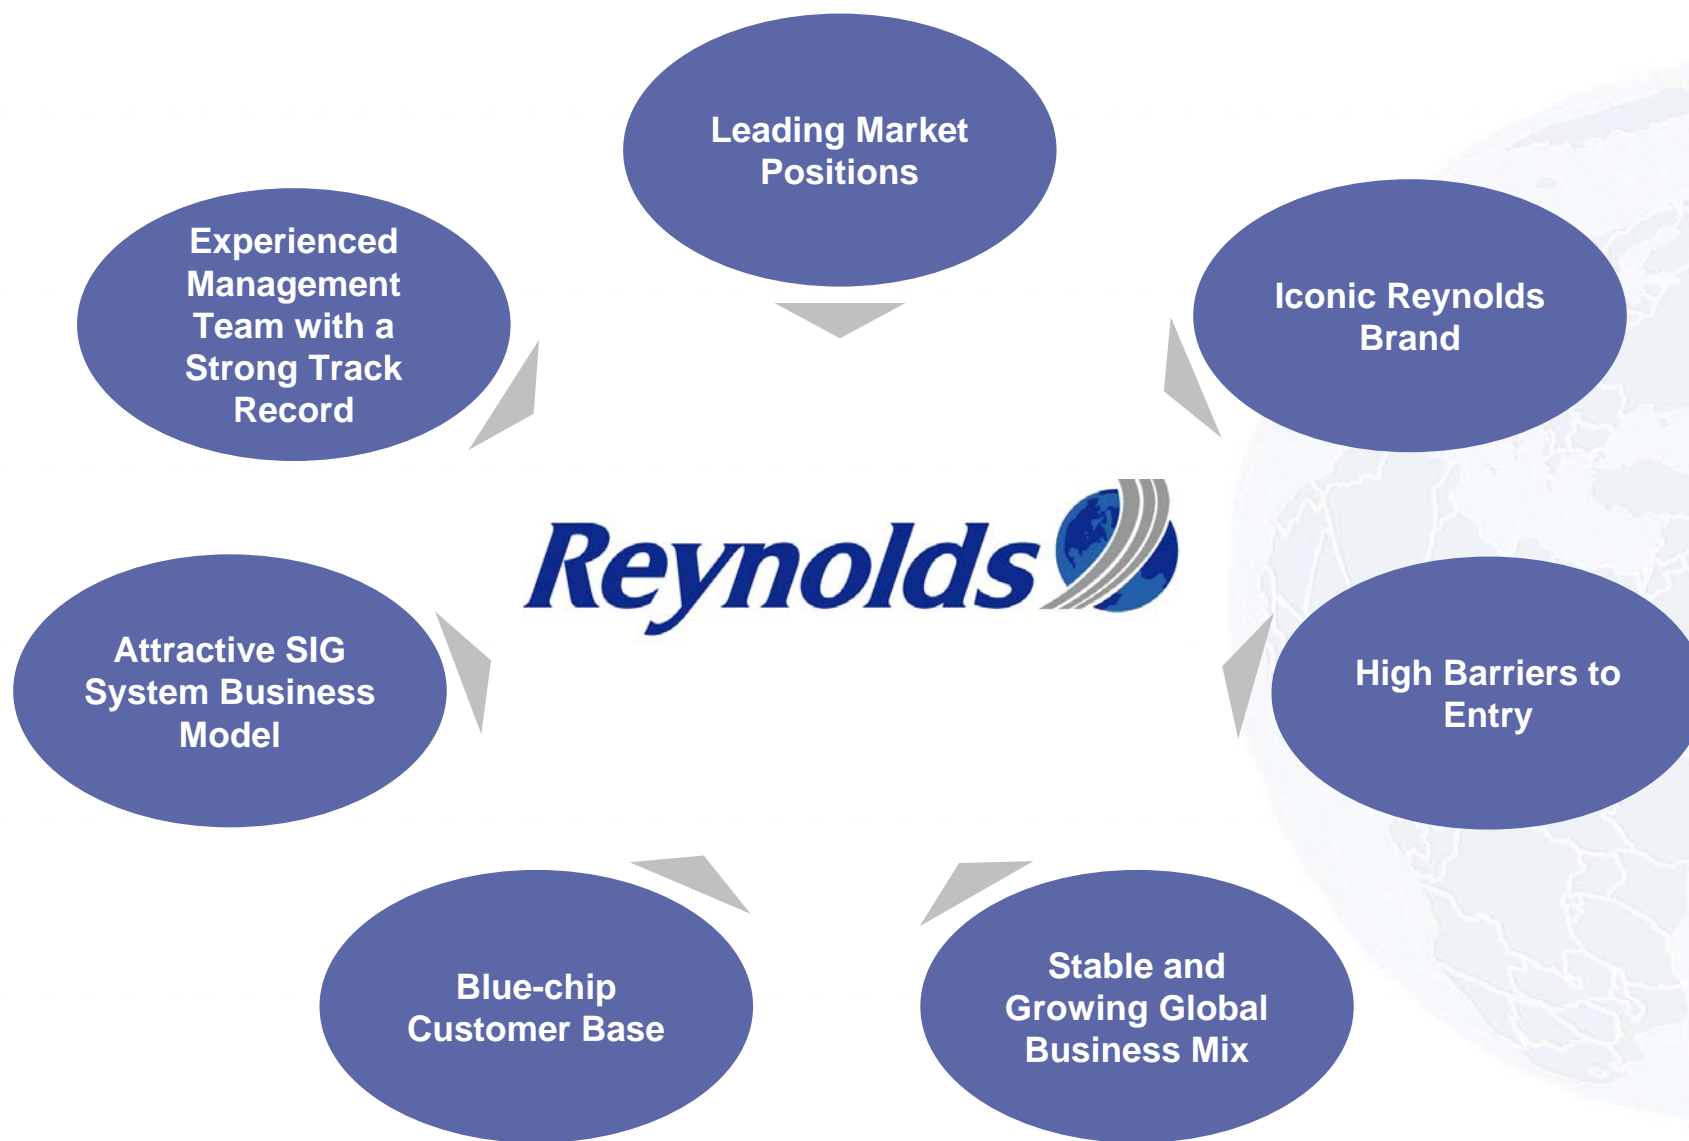 Leading Market
Positions
Iconic Reynolds
Brand
High Barriers to
Entry
Stable and
Growing Global
Business Mix
Blue-chip
Customer Base
Attractive SIG
System Business
Model
Experienced
Management
Team with a
Strong Track
Record
Reynolds